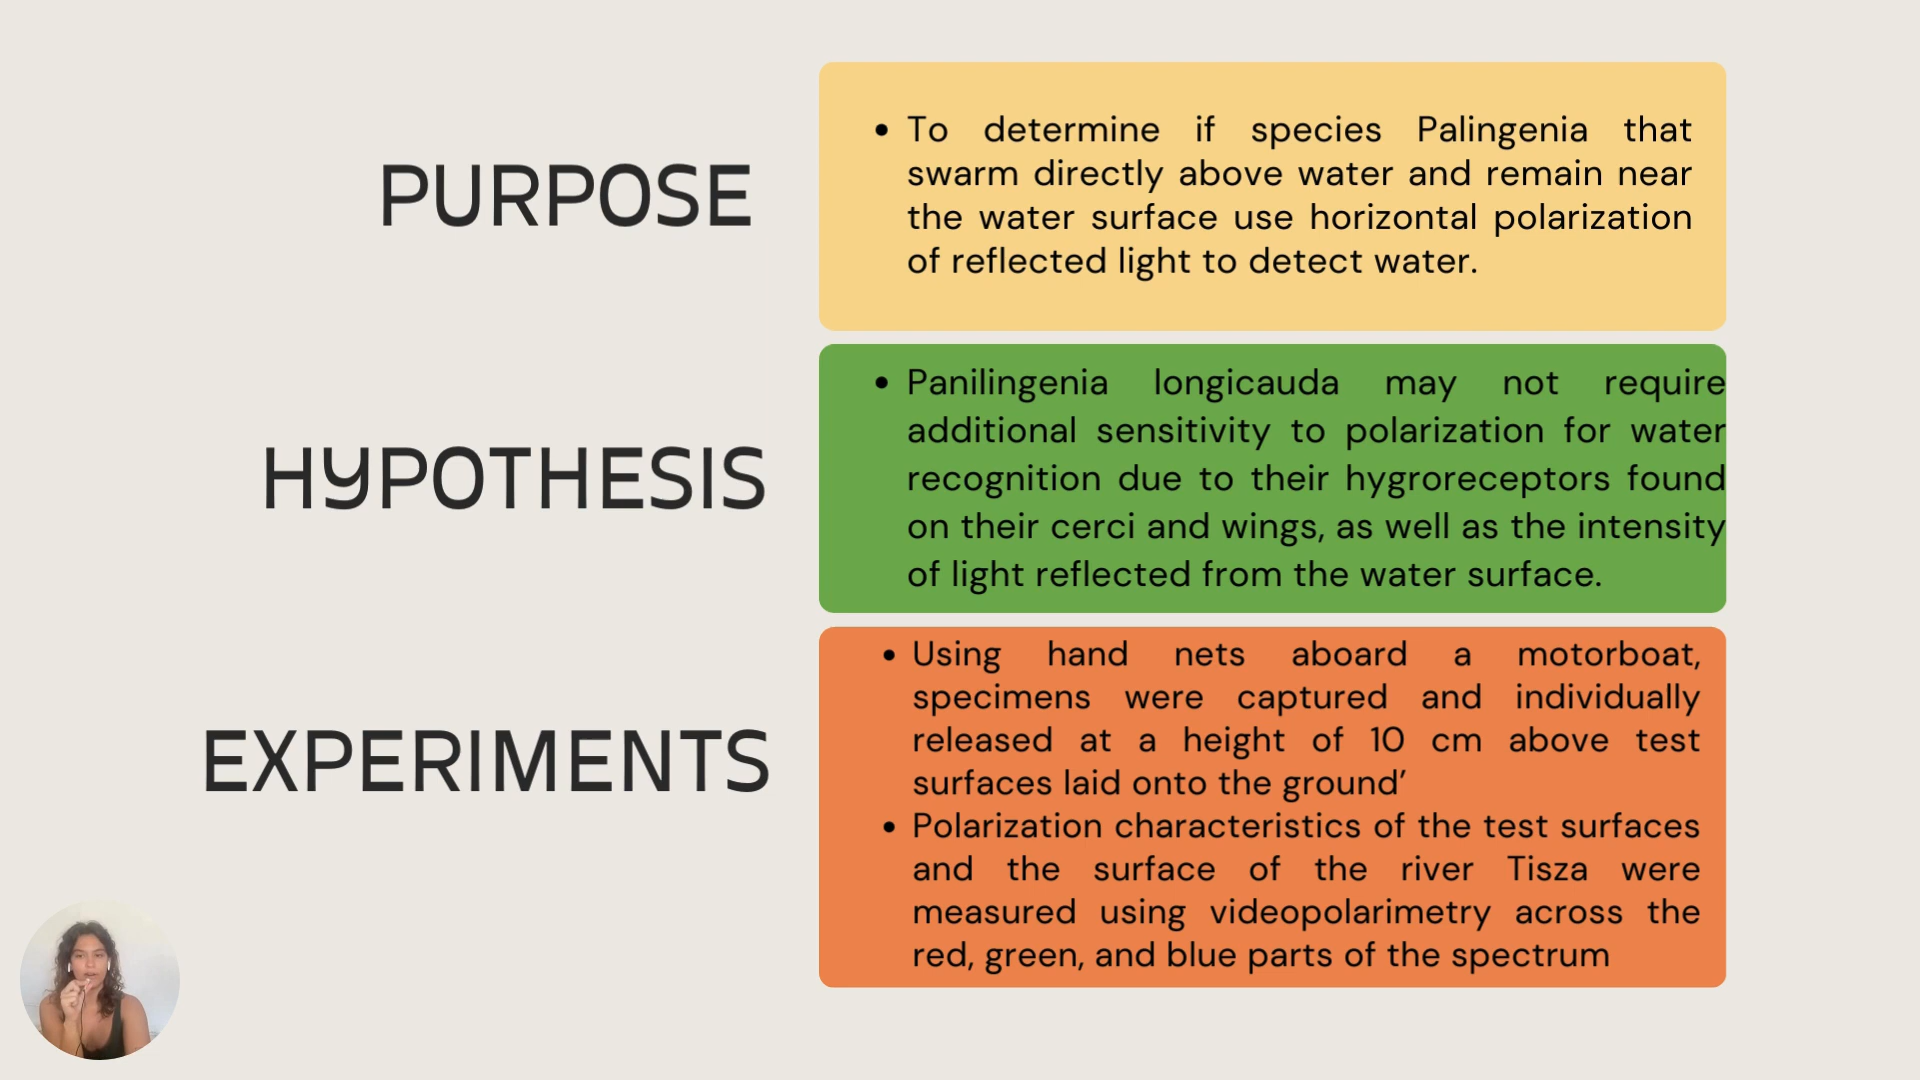 PURPOSE
• To determine if species Palingenia that
swarm directly above water and remain near
the water surface use horizontal polarization
of reflected light to detect water.
HYPOTHESIS
• Panilingenia longicauda may not require
additional sensitivity to polarization for water
recognition due to their hygroreceptors found
on their cerci and wings, as well as the intensity
of light reflected from the water surface.
EXPERIMENTS
• Using hand nets aboard a motorboat,
specimens were captured and individually
released at a height of 10 cm above test
surfaces laid onto the ground’
• Polarization characteristics of the test surfaces
and the surface of the river Tisza were
measured using videopolarimetry across the
red, green, and blue parts of the spectrum